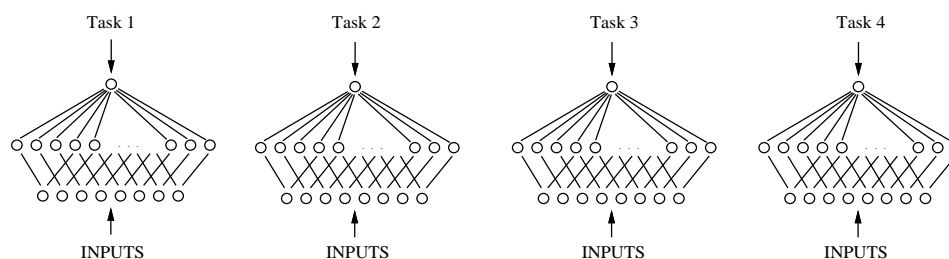 Task 1 Task 2 Task 3 Task 4
. . . . . . . . . . . .
INPUTS INPUTS INPUTS INPUTS